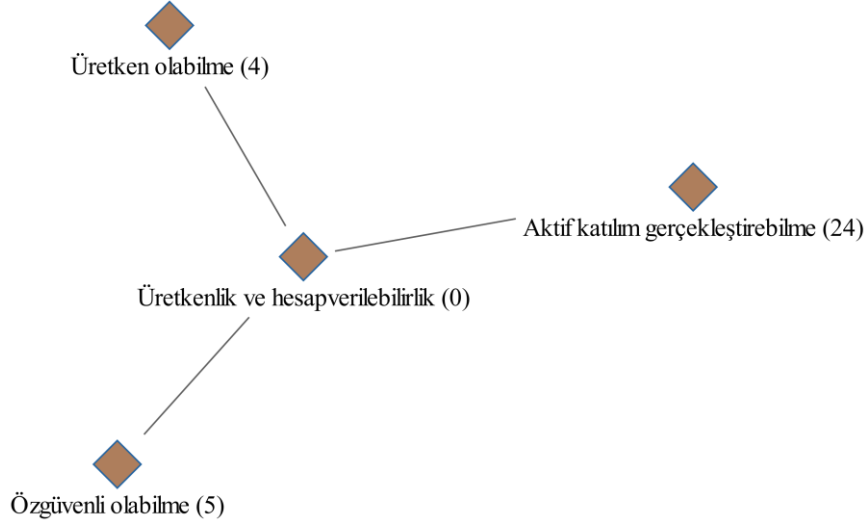 Üretken olabilme (4)
Aktif katılım gerçekleştirebilme (24)
Üretkenlik ve hesapverilebilirlik (0)
Özgüvenli olabilme (5)